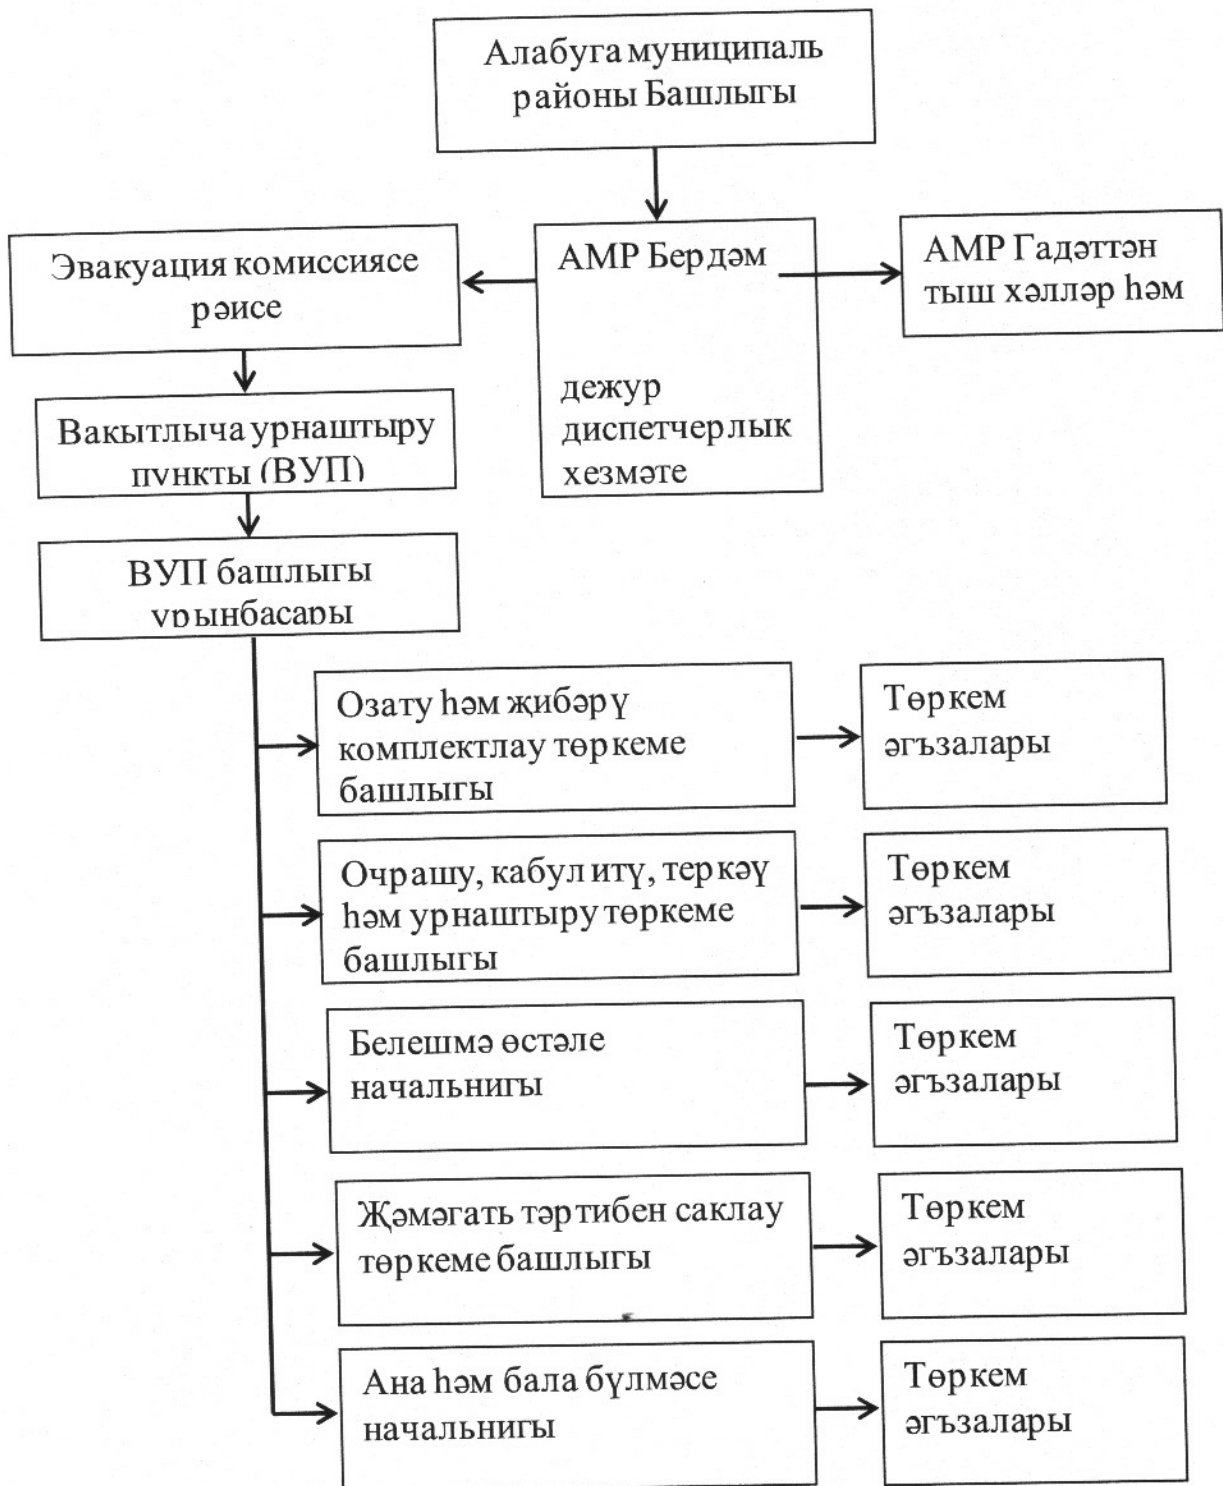 Алабуга муниципаль
районы Башлыгы
Эвакуация комиссиясе
рәисе
АМР Бердәм
дежур
диспетчерлык
хезмәте
АМР Гадәттән
тыш хәлләр һәм
Вакытлыча урнаштыру
пункты (ВУП)
ВУП башлыгы
урынбасары
Озату һәм җибәрү
комплектлау төркеме
башлыгы
Төркем
әгъзалары
Очрашу, кабул итү, теркәү
һәм урнаштыру төркеме
башлыгы
Төркем
әгъзалары
Белешмә өстәле
начальнигы
Төркем
әгъзалары
Җәмәгать тәртибен саклау
төркеме башлыгы
Төркем
әгъзалары
Ана һәм бала бүлмәсе
начальнигы
Төркем
әгъзалары